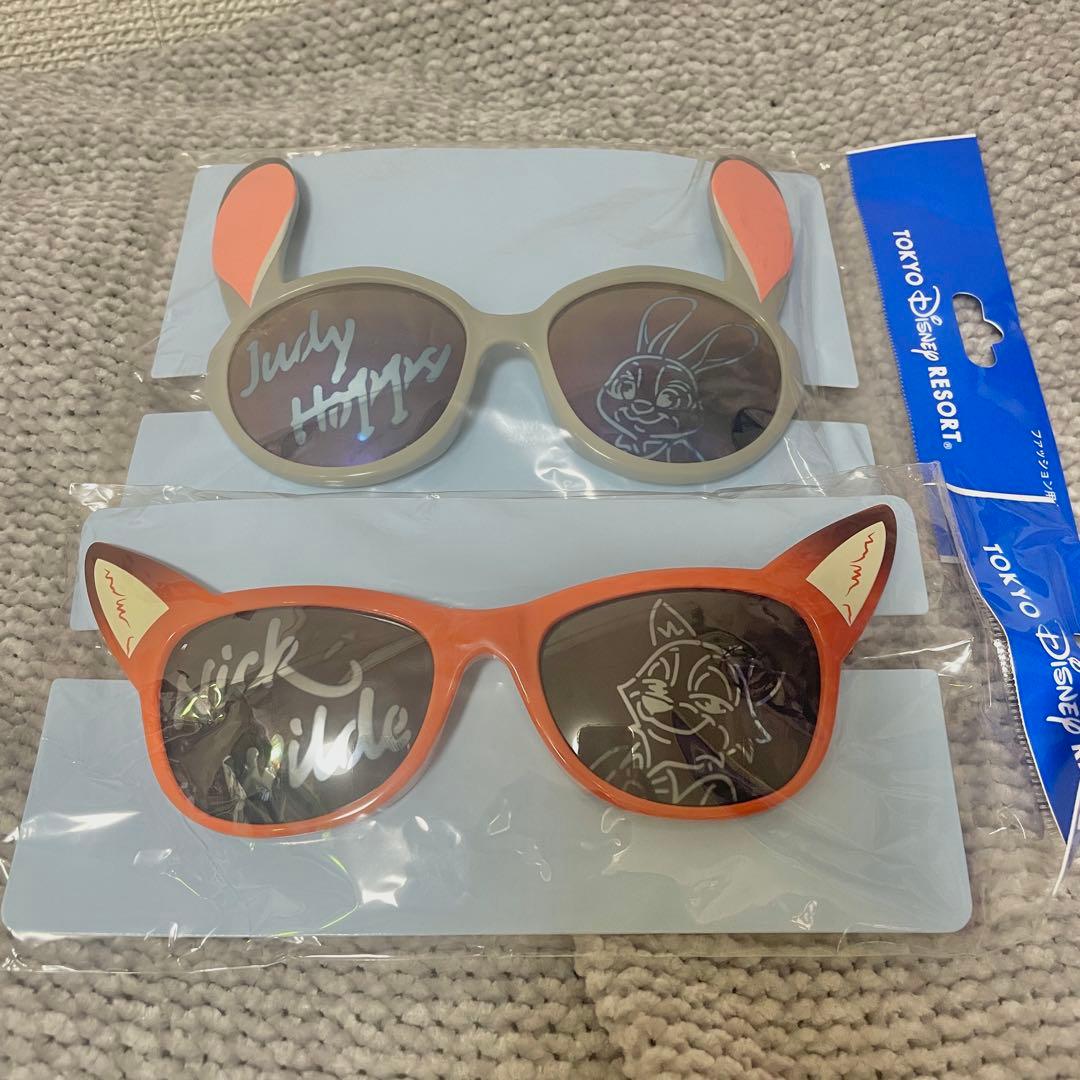 Judy
Hopps
Nick
Wilde
TOKYO DISNEY RESORT®
ファッション用
TOKYO DISNEY